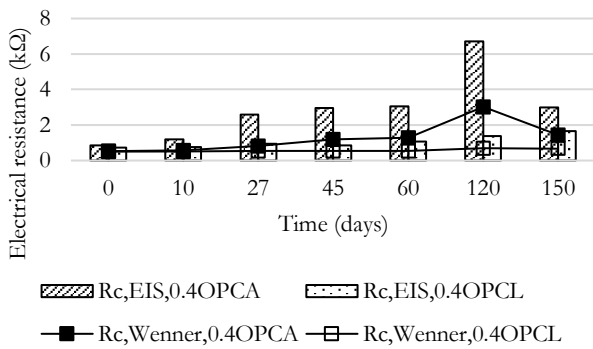 Electrical resistance (kΩ)
8
6
4
2
0
0 10 27 45 60 120 150
Time (days)
Rc,EIS,0.4OPCA Rc,EIS,0.4OPCL
Rc,Wenner,0.4OPCA Rc,Wenner,0.4OPCL